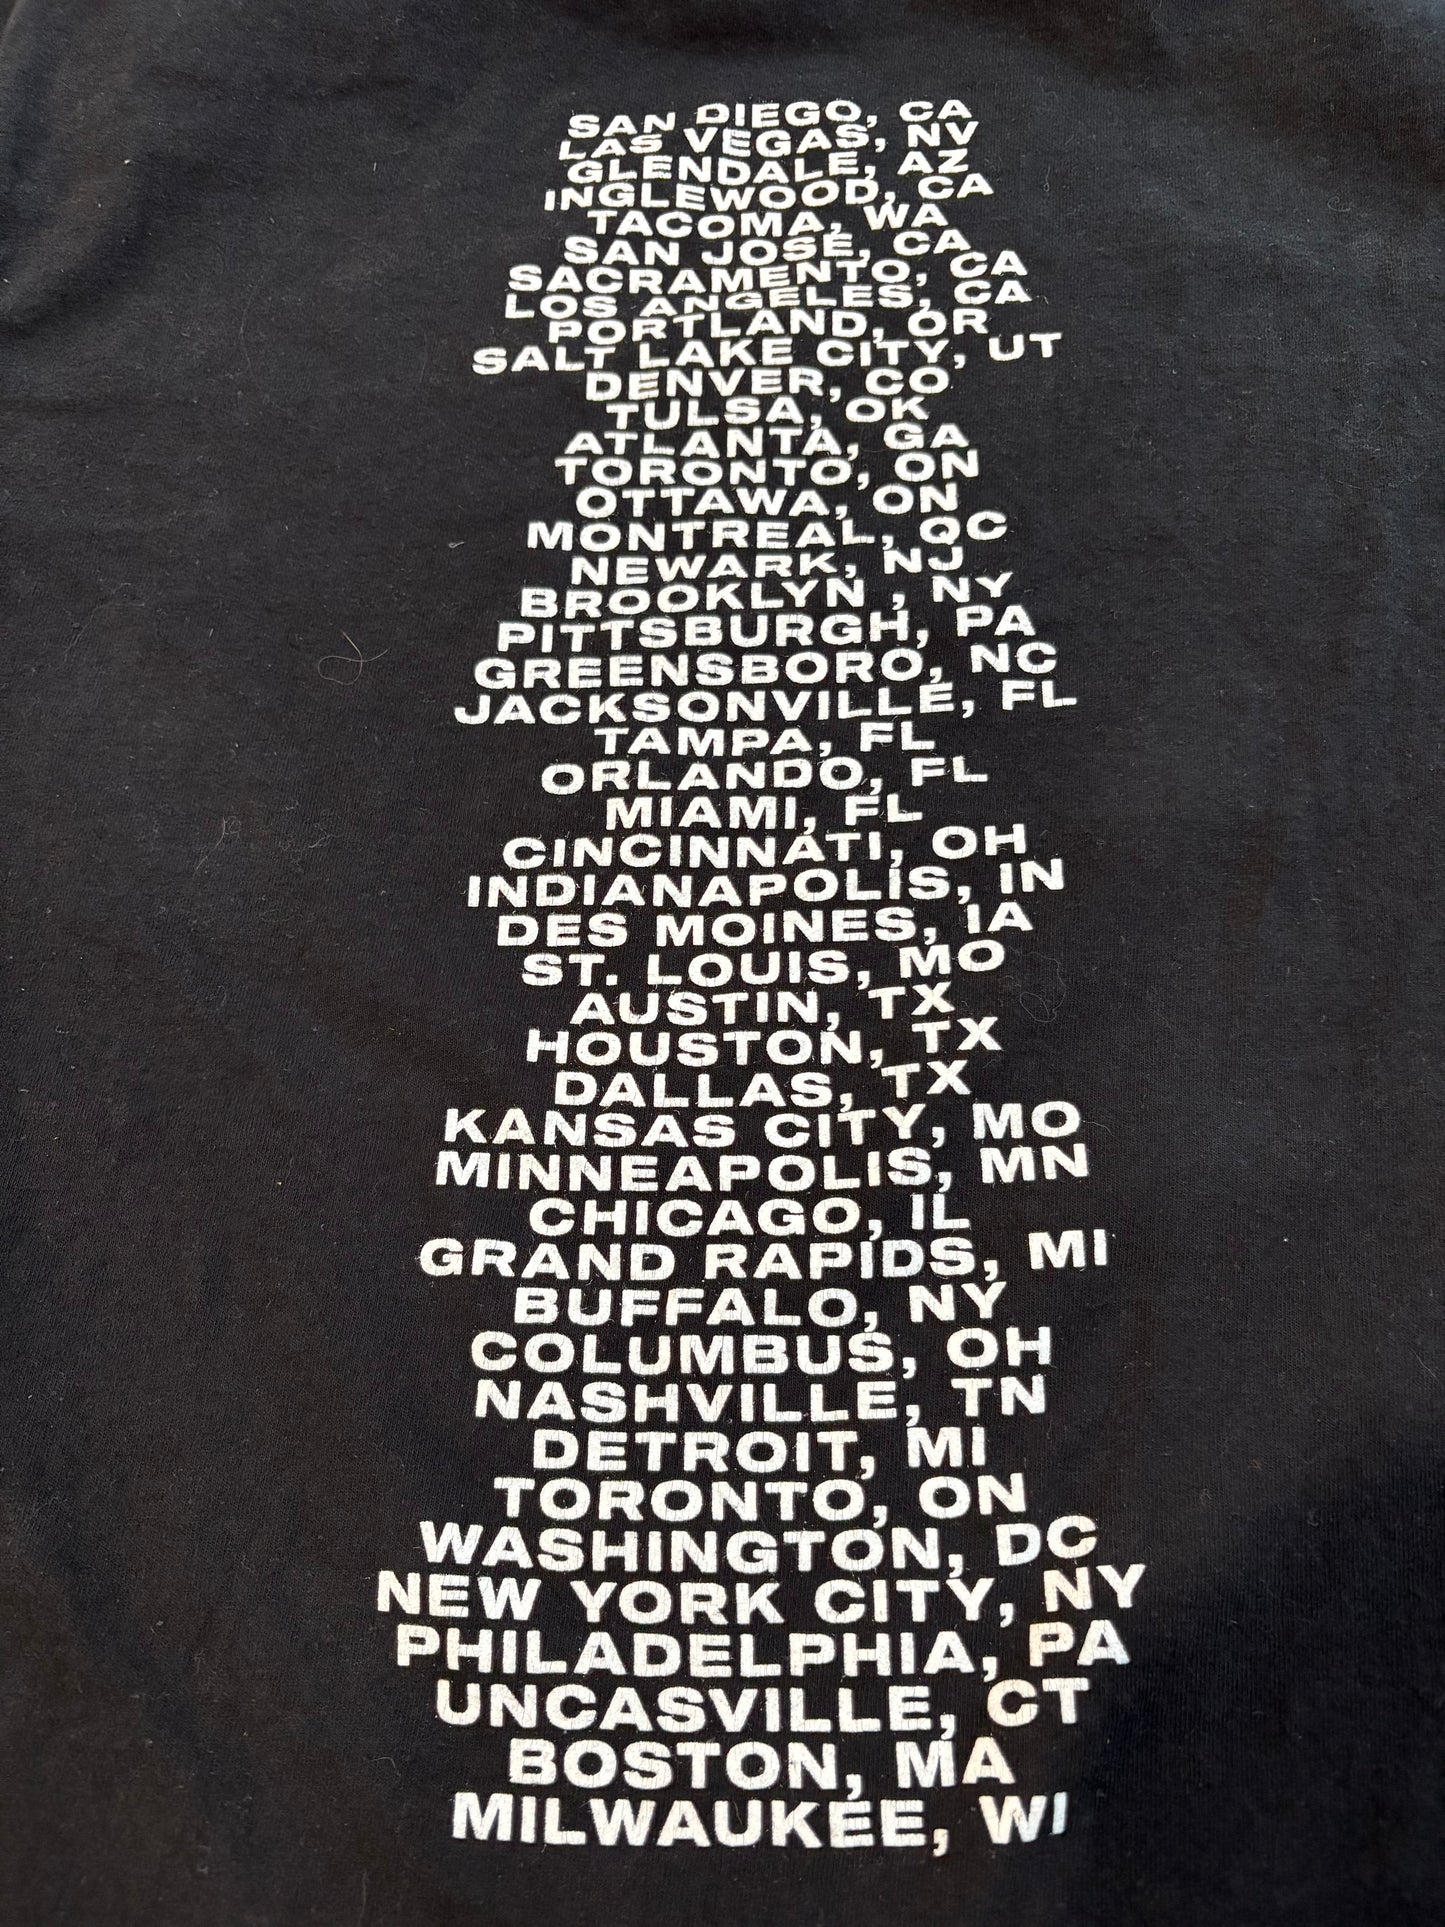 SAN DIEGO, CA
LAS VEGAS, NV
GLENDALE, AZ
INGLEWOOD, CA
TACOMA, WA
SAN JOSE, CA
SACRAMENTO, CA
LOS ANGELES, CA
PORTLAND, OR
SALT LAKE CITY, UT
DENVER, CO
TULSA, OK
ATLANTA, GA
TORONTO, ON
OTTAWA, ON
MONTREAL, QC
NEWARK, NJ
BROOKLYN , NY
PITTSBURGH, PA
GREENSBORO, NC
JACKSONVILLE, FL
TAMPA, FL
ORLANDO, FL
MIAMI, FL
CINCINNATI, OH
INDIANAPOLIS, IN
DES MOINES, IA
ST. LOUIS, MO
AUSTIN, TX
HOUSTON, TX
DALLAS, TX
KANSAS CITY, MO
MINNEAPOLIS, MN
CHICAGO, IL
GRAND RAPIDS, MI
BUFFALO, NY
COLUMBUS, OH
NASHVILLE, TN
DETROIT, MI
TORONTO, ON
WASHINGTON, DC
NEW YORK CITY, NY
PHILADELPHIA, PA
UNCASVILLE, CT
BOSTON, MA
MILWAUKEE, WI